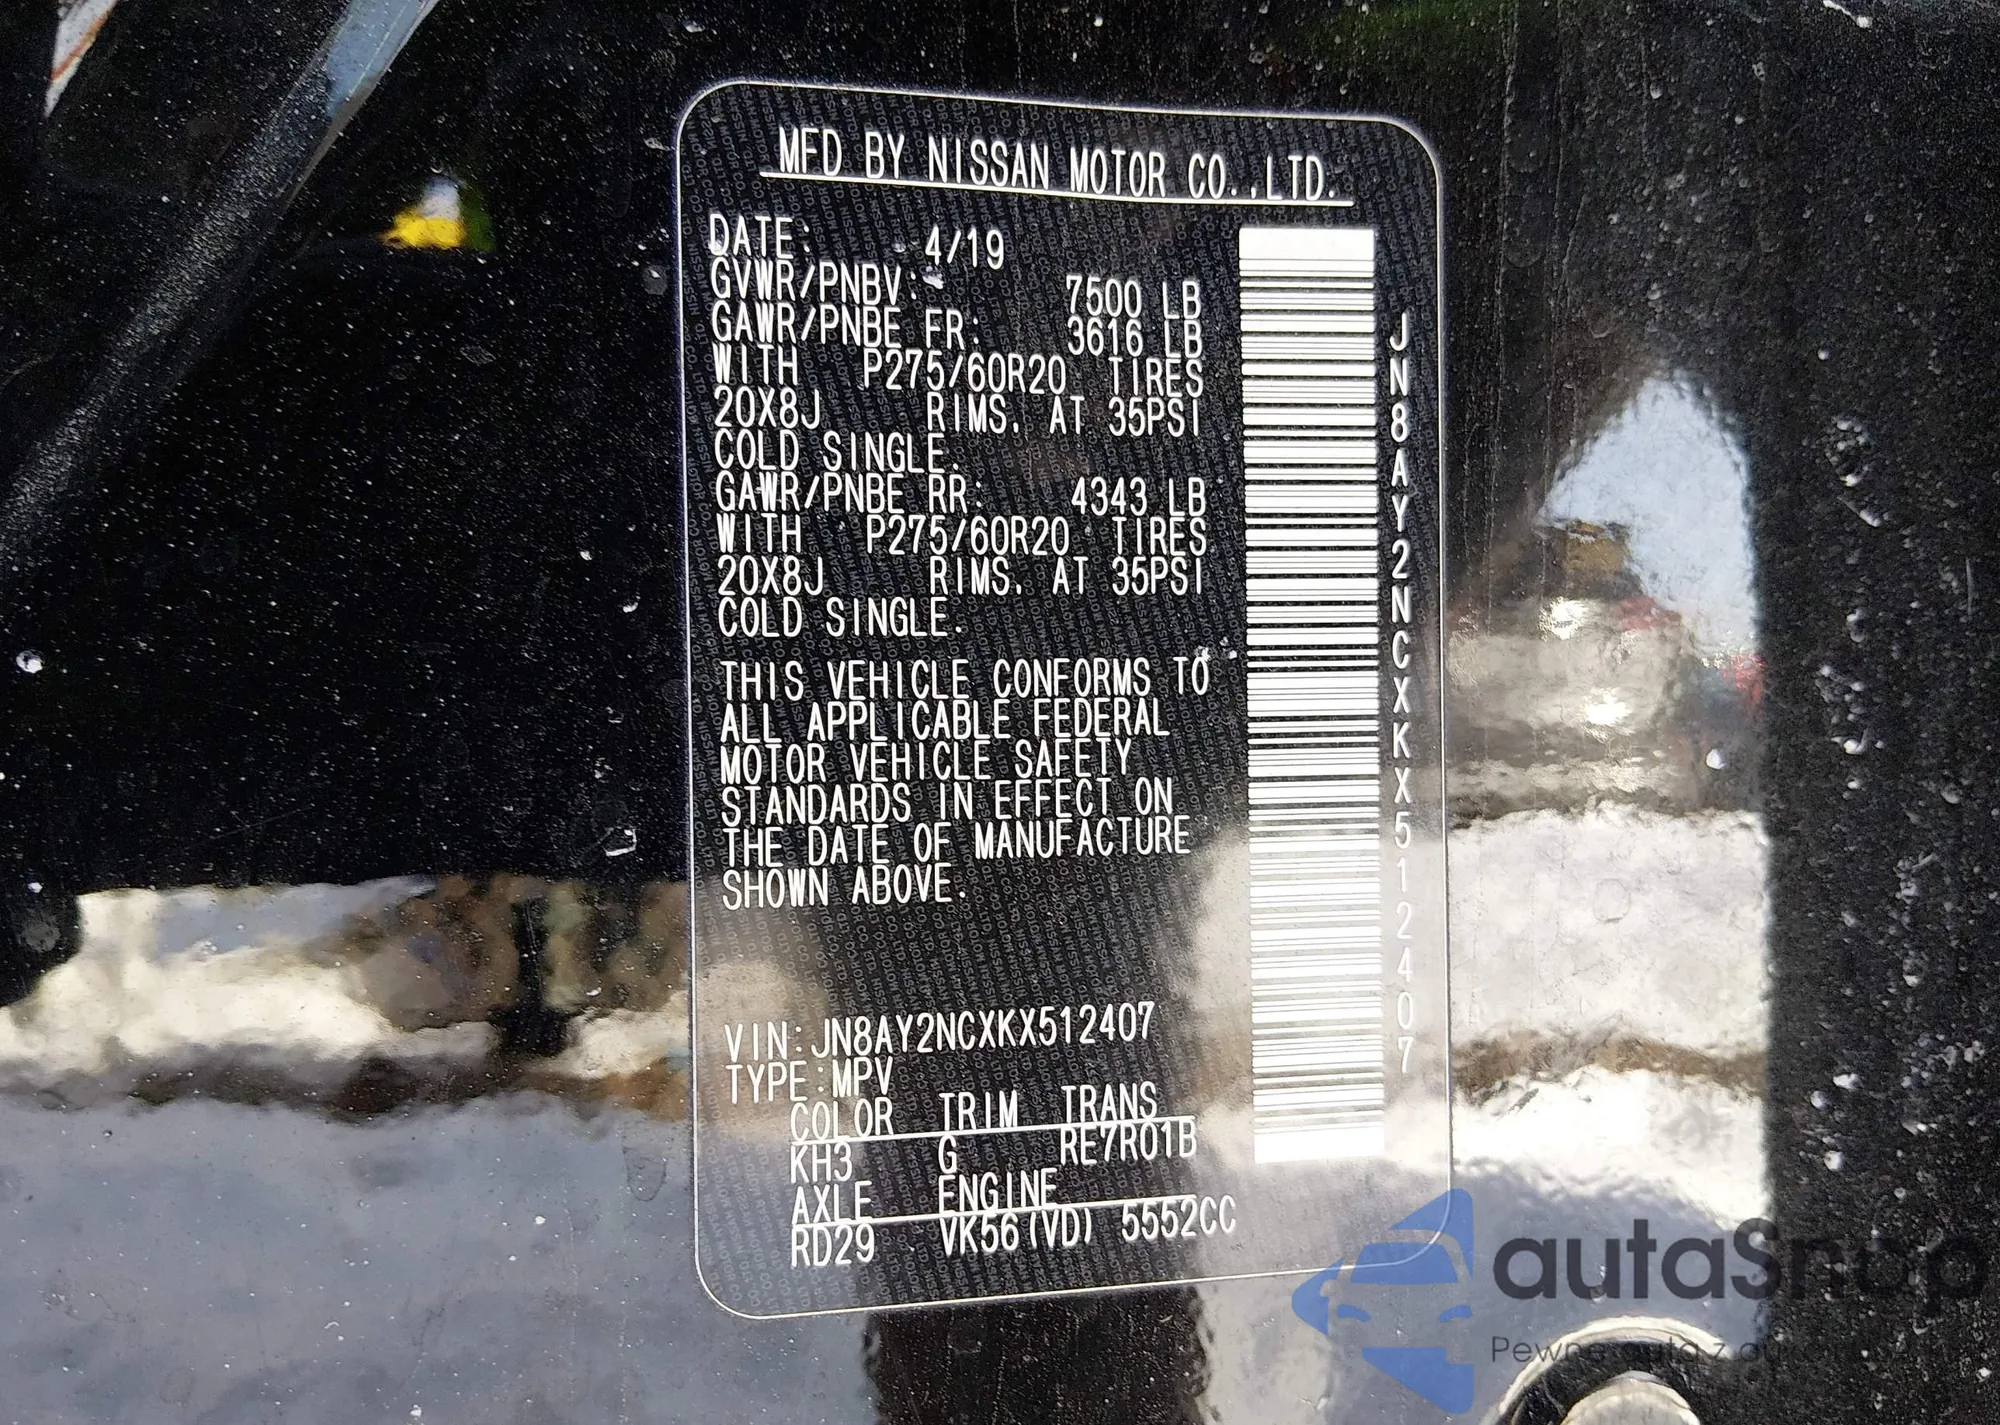 MFD BY NISSAN MOTOR CO.,LTD.
DATE: 4/19
GVWR/PNBV: 7500 LB
GAWR/PNBE FR: 3616 LB
WITH P275/60R20 TIRES
20X8J RIMS. AT 35PSI
COLD SINGLE.
GAWR/PNBE RR: 4343 LB
WITH P275/60R20 TIRES
20X8J RIMS. AT 35PSI
COLD SINGLE.
THIS VEHICLE CONFORMS TO
ALL APPLICABLE FEDERAL
MOTOR VEHICLE SAFETY
STANDARDS IN EFFECT ON
THE DATE OF MANUFACTURE
SHOWN ABOVE.
VIN:JN8AY2NCXKX512407
TYPE:MPV
COLOR TRIM TRANS
KH3 G RE7R01B
AXLE ENGINE
RD29 VK56(VD) 5552CC
JN8AY2NCXKX512407
autaSnap
Pewne auta z